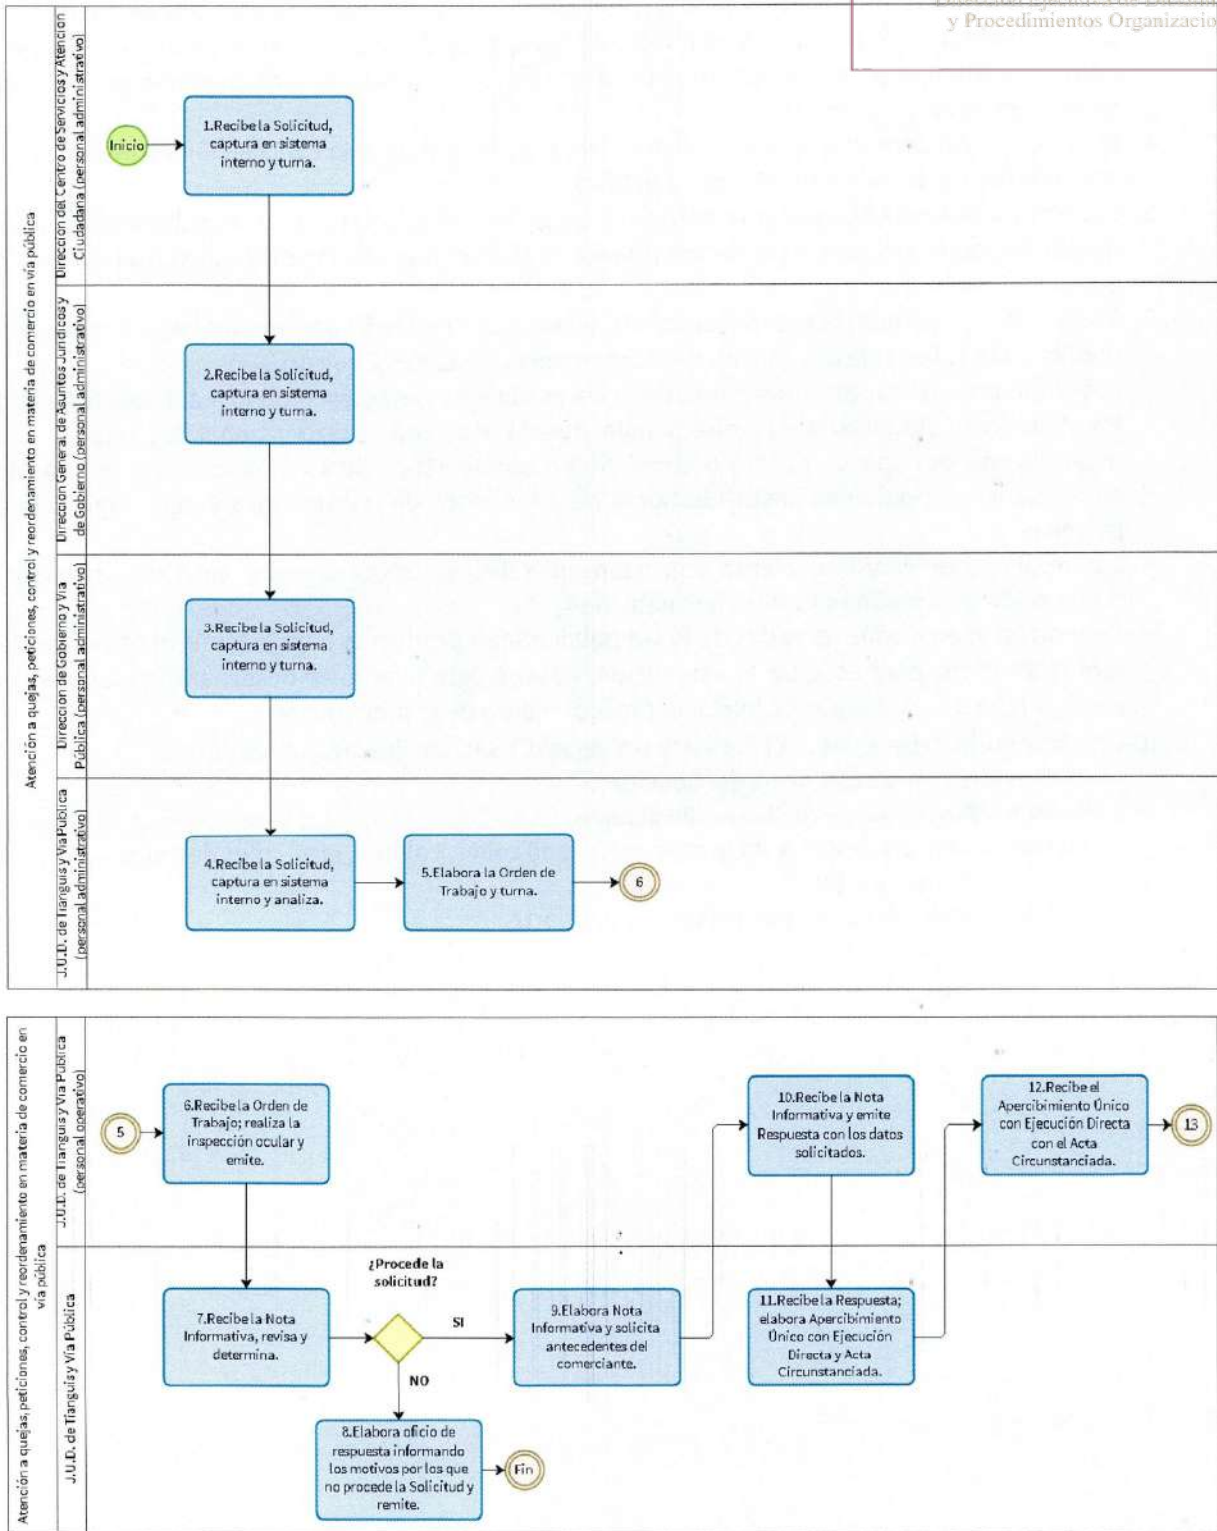 y Procedimientos Organizacio
Atención a quejas, peticiones, control y reordenamiento en materia de comercio en vía pública
Dirección del Centro de Servicios y Atención
Ciudadana (personal administrativo)
Inicio
1.Recibe la Solicitud,
captura en sistema
interno y turna.
Dirección General de Asuntos Jurídicos y
de Gobierno (personal administrativo)
2.Recibe la Solicitud,
captura en sistema
interno y turna.
Dirección de Gobierno y Vía
Pública (personal administrativo)
3.Recibe la Solicitud,
captura en sistema
interno y turna.
J.U.D. de Tianguis y Vía Pública
(personal administrativo)
4.Recibe la Solicitud,
captura en sistema
interno y analiza.
5.Elabora la Orden de
Trabajo y turna.
6
Atención a quejas, peticiones, control y reordenamiento en materia de comercio en
vía pública
J.U.D. de Tianguis y Vía Pública
(personal operativo)
5
6.Recibe la Orden de
Trabajo; realiza la
inspección ocular y
emite.
10.Recibe la Nota
Informativa y emite
Respuesta con los datos
solicitados.
12.Recibe el
Apercibimiento Único
con Ejecución Directa
con el Acta
Circunstanciada.
13
J.U.D. de Tianguis y Vía Pública
7.Recibe la Nota
Informativa, revisa y
determina.
¿Procede la
solicitud?
SI
NO
9.Elabora Nota
Informativa y solicita
antecedentes del
comerciante.
11.Recibe la Respuesta;
elabora Apercibimiento
Único con Ejecución
Directa y Acta
Circunstanciada.
8.Elabora oficio de
respuesta informando
los motivos por los que
no procede la Solicitud y
remite.
Fin